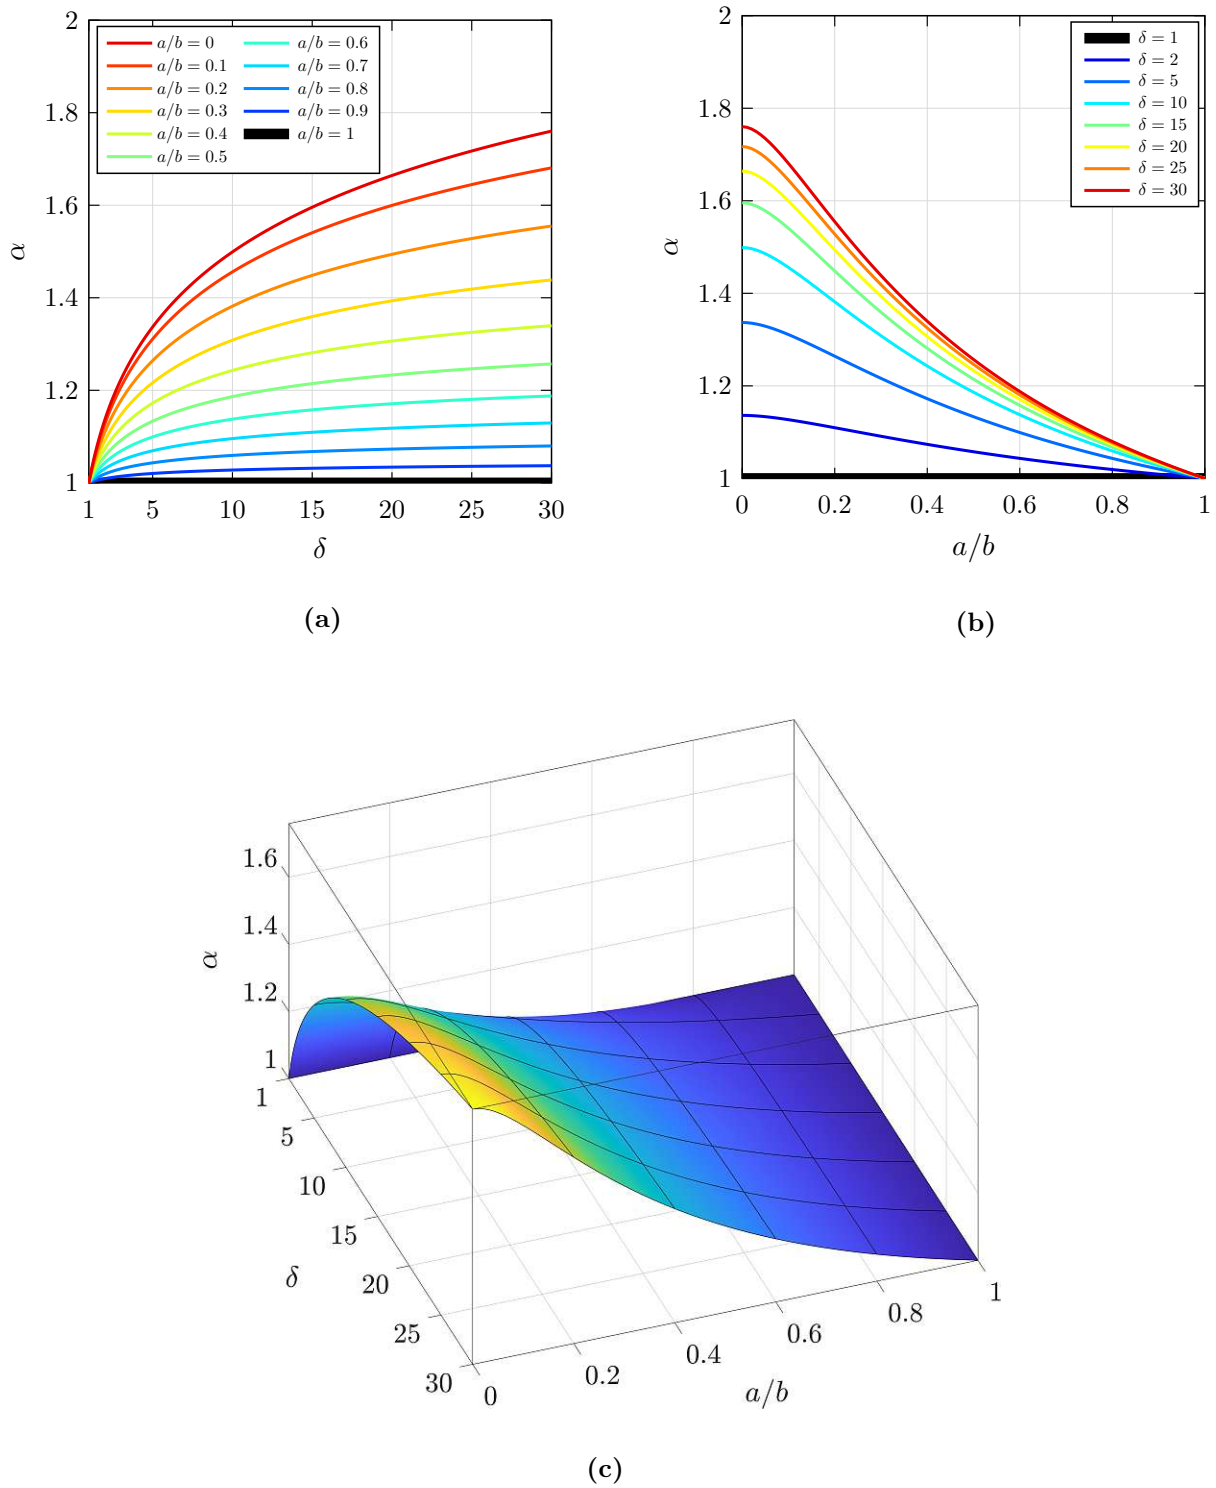 2
1.8
1.6
1.4
1.2
1
α
1 5 10 15 20 25 30
δ
a/b = 0
a/b = 0.1
a/b = 0.2
a/b = 0.3
a/b = 0.4
a/b = 0.5
a/b = 0.6
a/b = 0.7
a/b = 0.8
a/b = 0.9
a/b = 1
(a)
2
1.8
1.6
1.4
1.2
1
α
0 0.2 0.4 0.6 0.8 1
a/b
δ = 1
δ = 2
δ = 5
δ = 10
δ = 15
δ = 20
δ = 25
δ = 30
(b)
1.6
1.4
1.2
1
α
1
5
10
15
20
25
30
δ
0
0.2
0.4
0.6
0.8
1
a/b
(c)